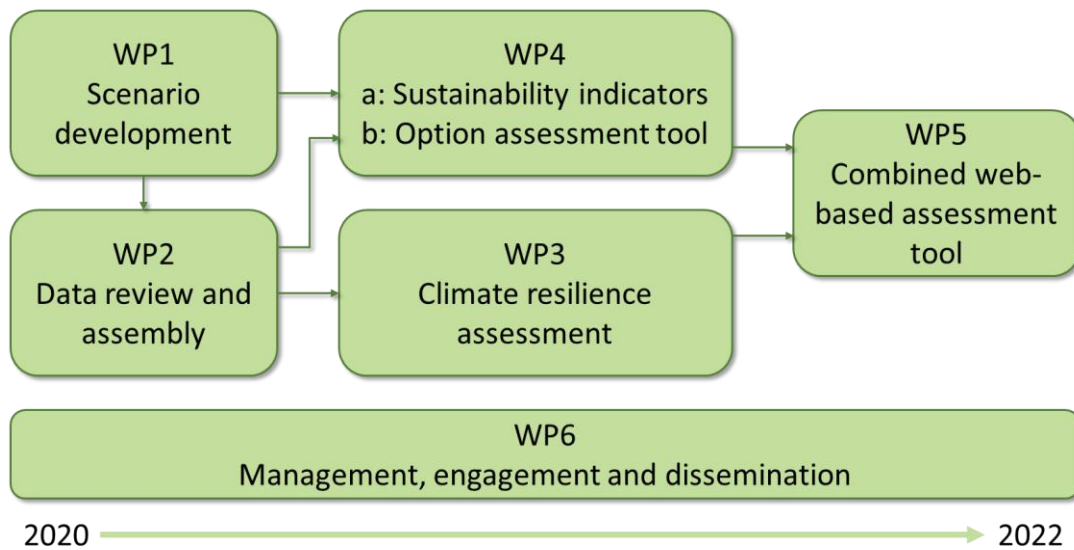 WP1
Scenario
development
WP4
a: Sustainability indicators
b: Option assessment tool
WP5
Combined web-
based assessment
tool
WP2
Data review and
assembly
WP3
Climate resilience
assessment
WP6
Management, engagement and dissemination
2020
2022